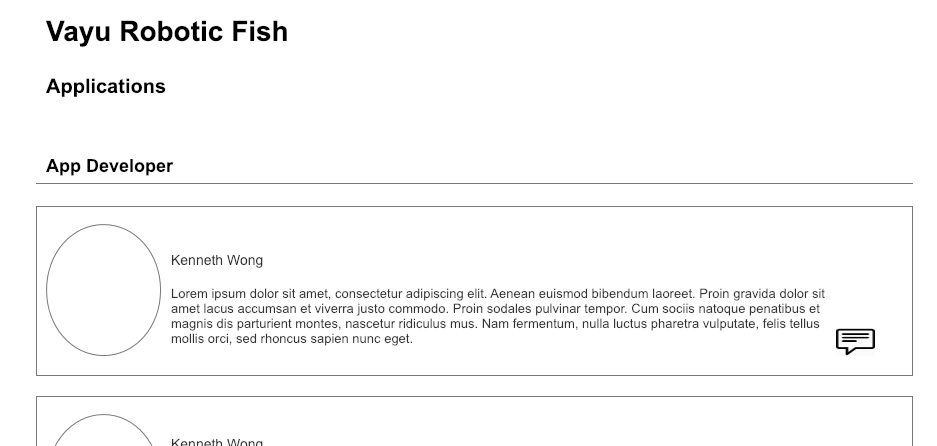 Vayu Robotic Fish
Applications
App Developer
Kenneth Wong
Lorem ipsum dolor sit amet, consectetur adipiscing elit. Aenean euismod bibendum laoreet. Proin gravida dolor sit
amet lacus accumsan et viverra justo commodo. Proin sodales pulvinar tempor. Cum sociis natoque penatibus et
magnis dis parturient montes, nascetur ridiculus mus. Nam fermentum, nulla luctus pharetra vulputate, felis tellus
mollis orci, sed rhoncus sapien nunc eget.
Kenneth Wong